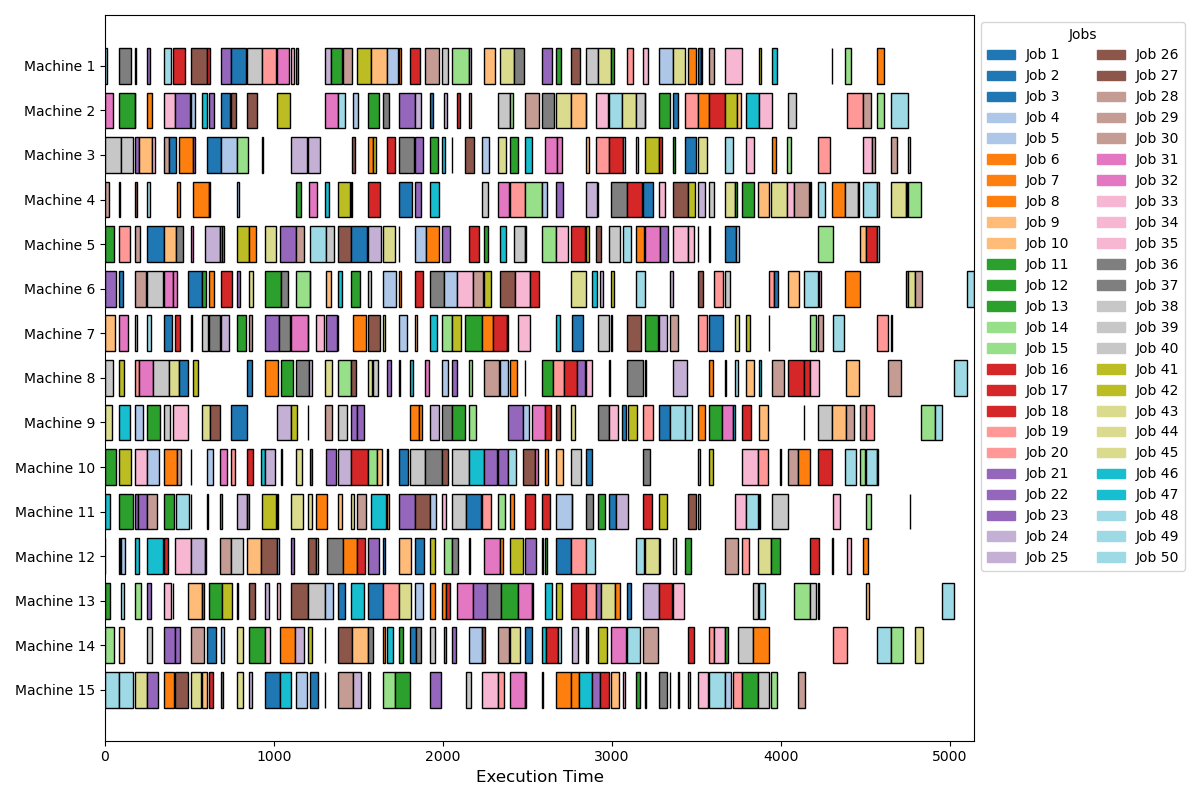 Machine 1
Machine 2
Machine 3
Machine 4
Machine 5
Machine 6
Machine 7
Machine 8
Machine 9
Machine 10
Machine 11
Machine 12
Machine 13
Machine 14
Machine 15
0 1000 2000 3000 4000 5000
Execution Time
Jobs
Job 1
Job 2
Job 3
Job 4
Job 5
Job 6
Job 7
Job 8
Job 9
Job 10
Job 11
Job 12
Job 13
Job 14
Job 15
Job 16
Job 17
Job 18
Job 19
Job 20
Job 21
Job 22
Job 23
Job 24
Job 25
Job 26
Job 27
Job 28
Job 29
Job 30
Job 31
Job 32
Job 33
Job 34
Job 35
Job 36
Job 37
Job 38
Job 39
Job 40
Job 41
Job 42
Job 43
Job 44
Job 45
Job 46
Job 47
Job 48
Job 49
Job 50